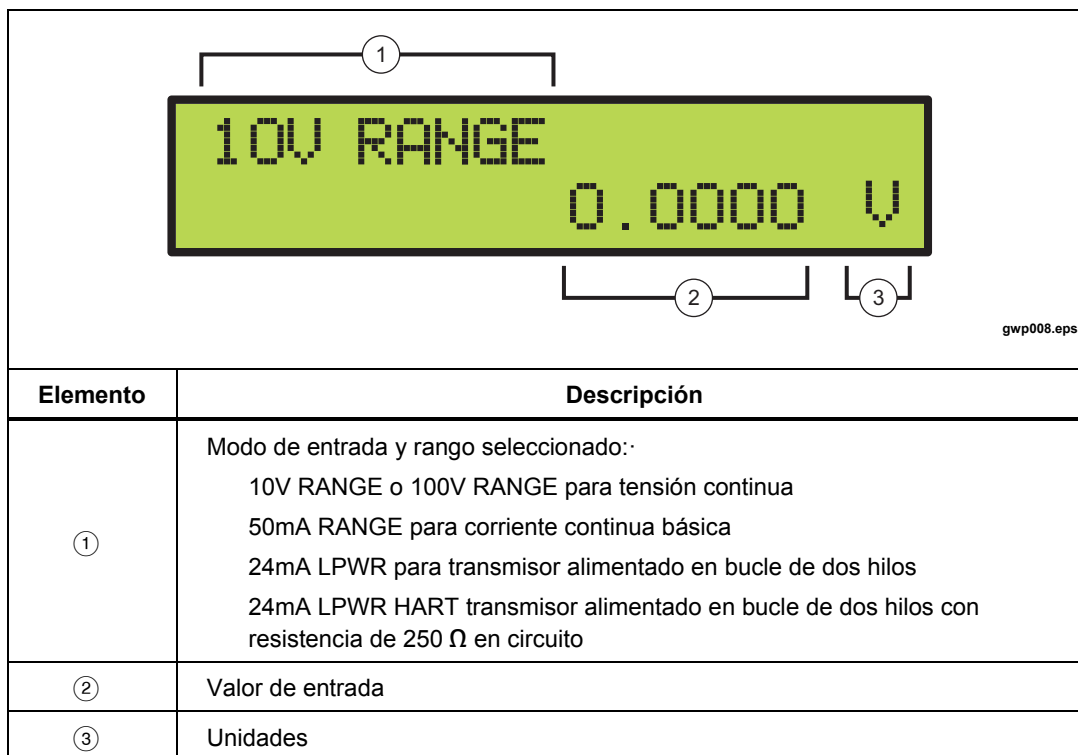 1
10V RANGE
0.0000 V
2 3
gwp008.eps
Elemento Descripción
1 Modo de entrada y rango seleccionado:·
10V RANGE o 100V RANGE para tensión continua
50mA RANGE para corriente continua básica
24mA LPWR para transmisor alimentado en bucle de dos hilos
24mA LPWR HART transmisor alimentado en bucle de dos hilos con
resistencia de 250 Ω en circuito
2 Valor de entrada
3 Unidades